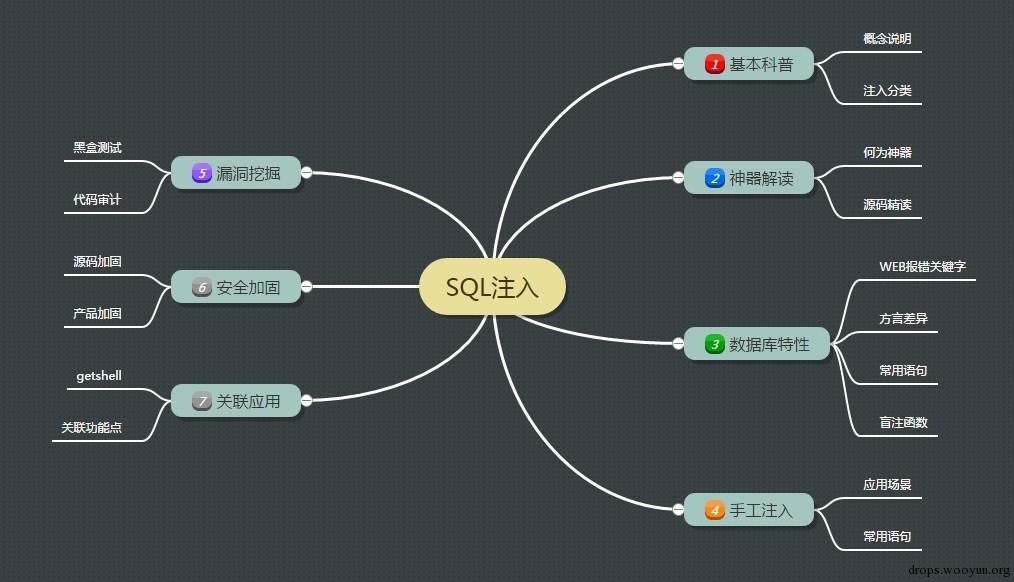 SQL注入
1 基本科普
概念说明
注入分类
2 神器解读
何为神器
源码精读
3 数据库特性
WEB报错关键字
方言差异
常用语句
盲注函数
4 手工注入
应用场景
常用语句
5 漏洞挖掘
黑盒测试
代码审计
6 安全加固
源码加固
产品加固
7 关联应用
getshell
关联功能点
drops.wooyun.org